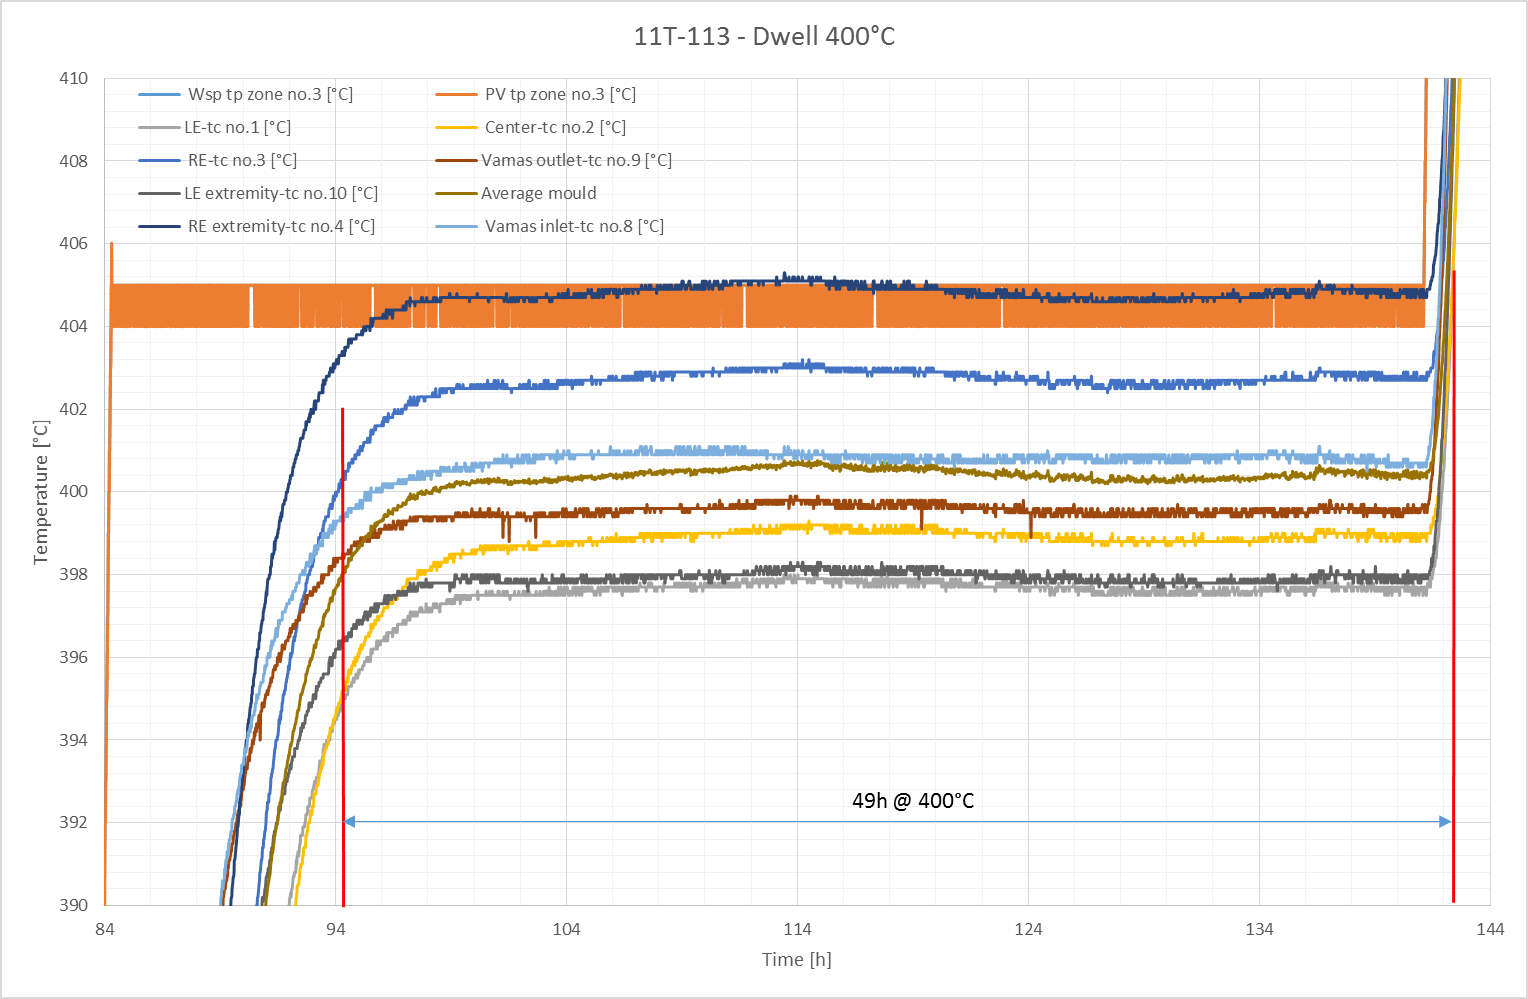 11T-113 - Dwell 400°C
410
408
406
404
402
400
398
396
394
392
390
Temperature [°C]
Wsp tp zone no.3 [°C]
PV tp zone no.3 [°C]
LE-tc no.1 [°C]
Center-tc no.2 [°C]
RE-tc no.3 [°C]
Vamas outlet-tc no.9 [°C]
LE extremity-tc no.10 [°C]
Average mould
RE extremity-tc no.4 [°C]
Vamas inlet-tc no.8 [°C]
49h @ 400°C
84 94 104 114 124 134 144
Time [h]